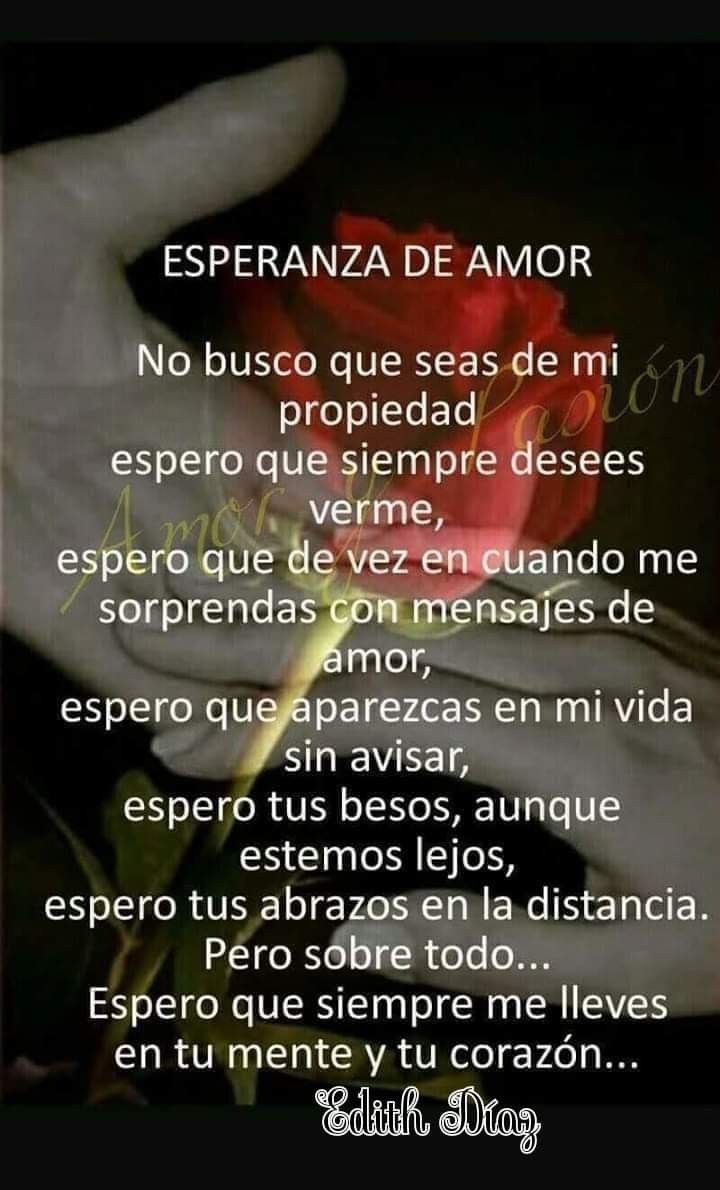 ESPERANZA DE AMOR
No busco que seas de mi
propiedad
espero que siempre desees
verme,
espero que de vez en cuando me
sorprendas con mensajes de
amor,
espero que aparezcas en mi vida
sin avisar,
espero tus besos, aunque
estemos lejos,
espero tus abrazos en la distancia.
Pero sobre todo...
Espero que siempre me lleves
en tu mente y tu corazón...
Edith Díaz
Amor y Pasión